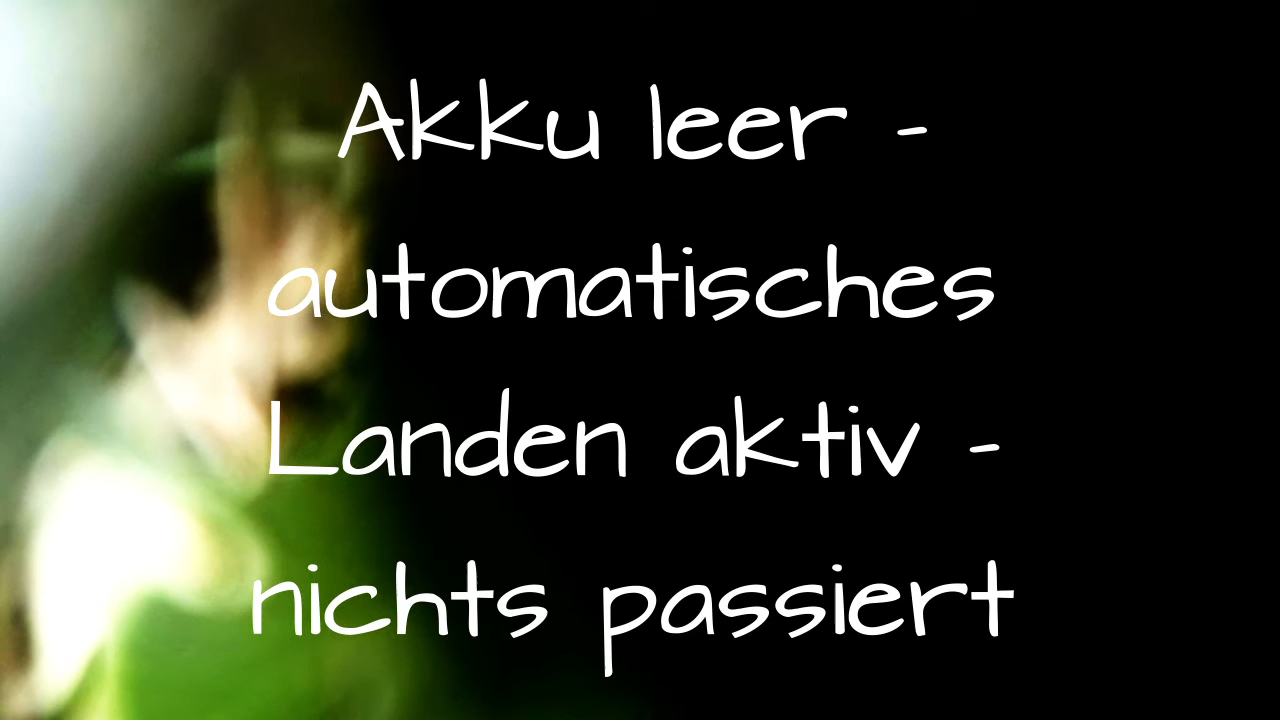 Akku leer -
automatisches
Landen aktiv -
nichts passiert